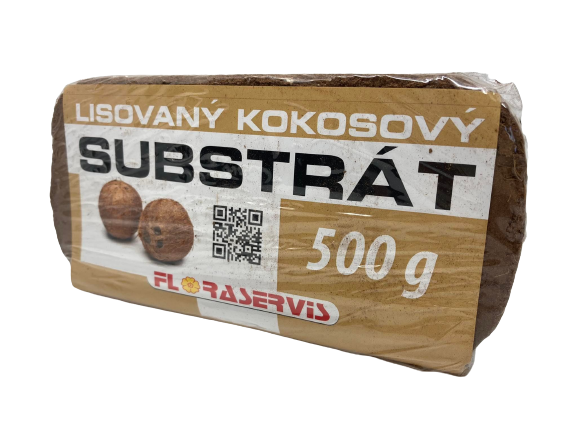 LISOVANÝ KOKOSOVÝ
SUBSTRÁT
500 g
FLORASERVIS